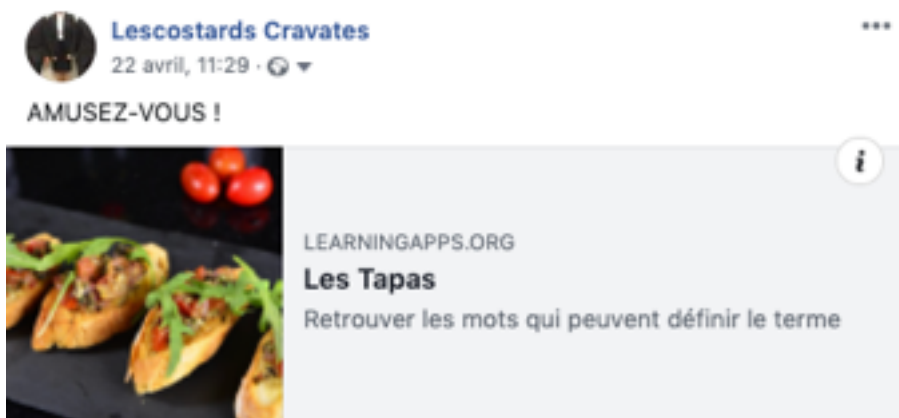 Lescostards Cravates
22 avril, 11:29 ·
AMUSEZ-VOUS !
i
LEARNINGAPPS.ORG
Les Tapas
Retrouver les mots qui peuvent définir le terme